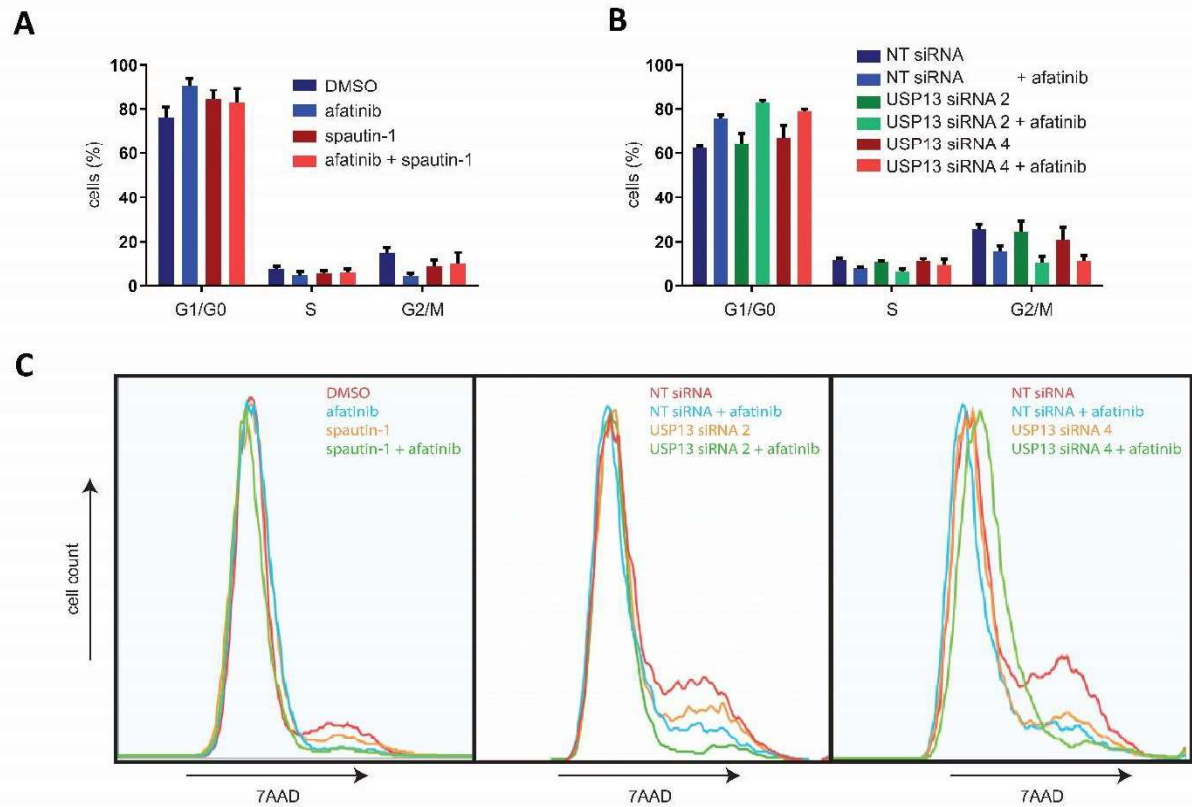 A
cells (%)
100
80
60
40
20
0
G1/G0
S
G2/M
DMSO
afatinib
spautin-1
afatinib + spautin-1
B
cells (%)
100
80
60
40
20
0
G1/G0
S
G2/M
NT siRNA
NT siRNA + afatinib
USP13 siRNA 2
USP13 siRNA 2 + afatinib
USP13 siRNA 4
USP13 siRNA 4 + afatinib
C
cell count
DMSO
afatinib
spautin-1
spautin-1 + afatinib
7AAD
NT siRNA
NT siRNA + afatinib
USP13 siRNA 2
USP13 siRNA 2 + afatinib
7AAD
NT siRNA
NT siRNA + afatinib
USP13 siRNA 4
USP13 siRNA 4 + afatinib
7AAD